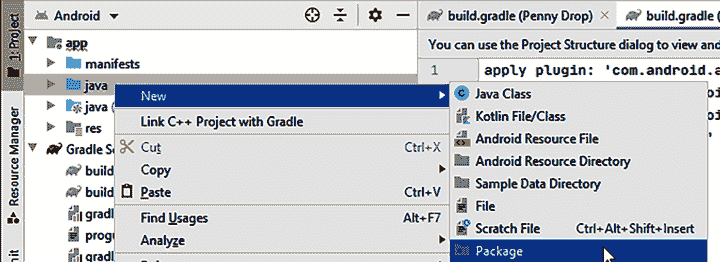 1: Project
Resource Manager
Android
app
manifests
java
java
res
Gradle Sc
build
build
gradl
prog
gradl
build.gradle (Penny Drop)
build.gradle (
You can use the Project Structure dialog to view and
1 apply plugin: 'com.android.a
New
Link C++ Project with Gradle
Cut Ctrl+X
Copy
Paste Ctrl+V
Find Usages Alt+F7
Analyze
Java Class
Kotlin File/Class
Android Resource File
Android Resource Directory
Sample Data Directory
File
Scratch File Ctrl+Alt+Shift+Insert
Package